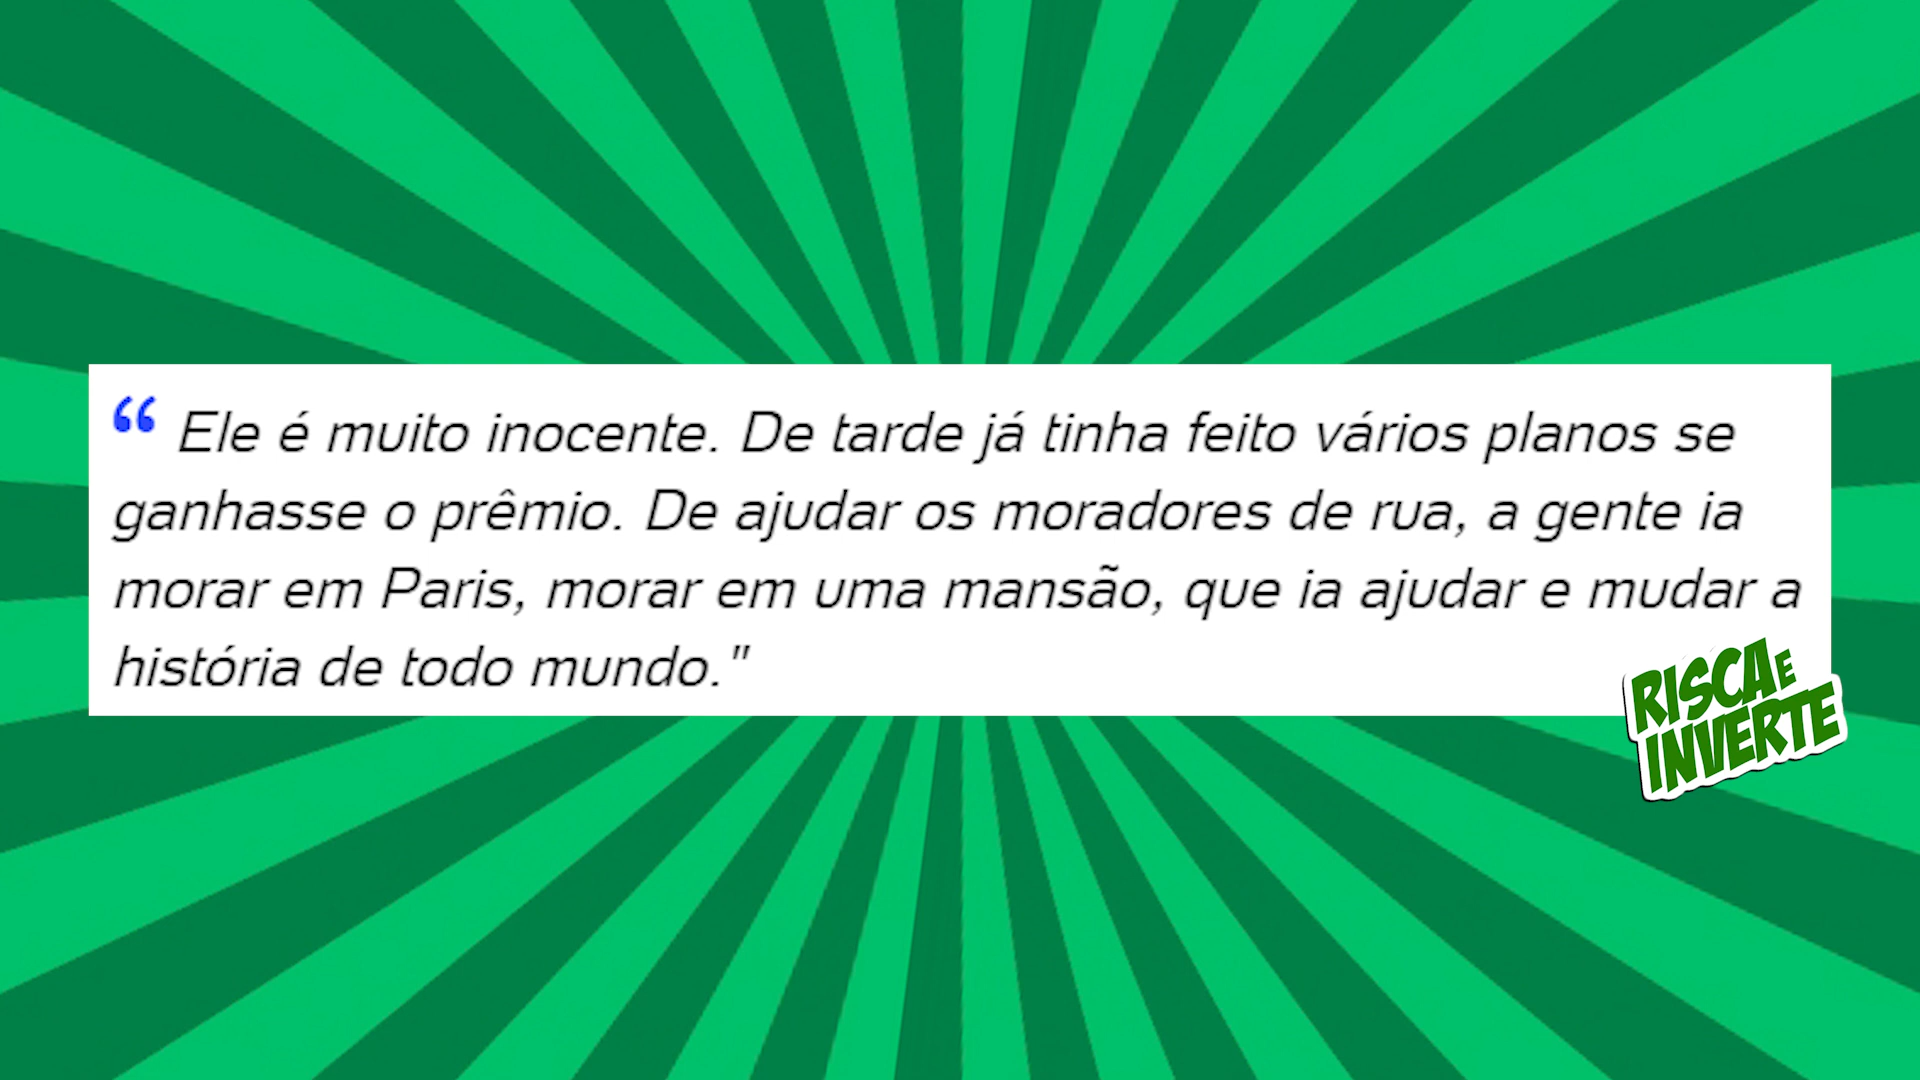 “ Ele é muito inocente. De tarde já tinha feito vários planos se
ganhasse o prêmio. De ajudar os moradores de rua, a gente ia
morar em Paris, morar em uma mansão, que ia ajudar e mudar a
história de todo mundo."
RISCA E
INVERTE